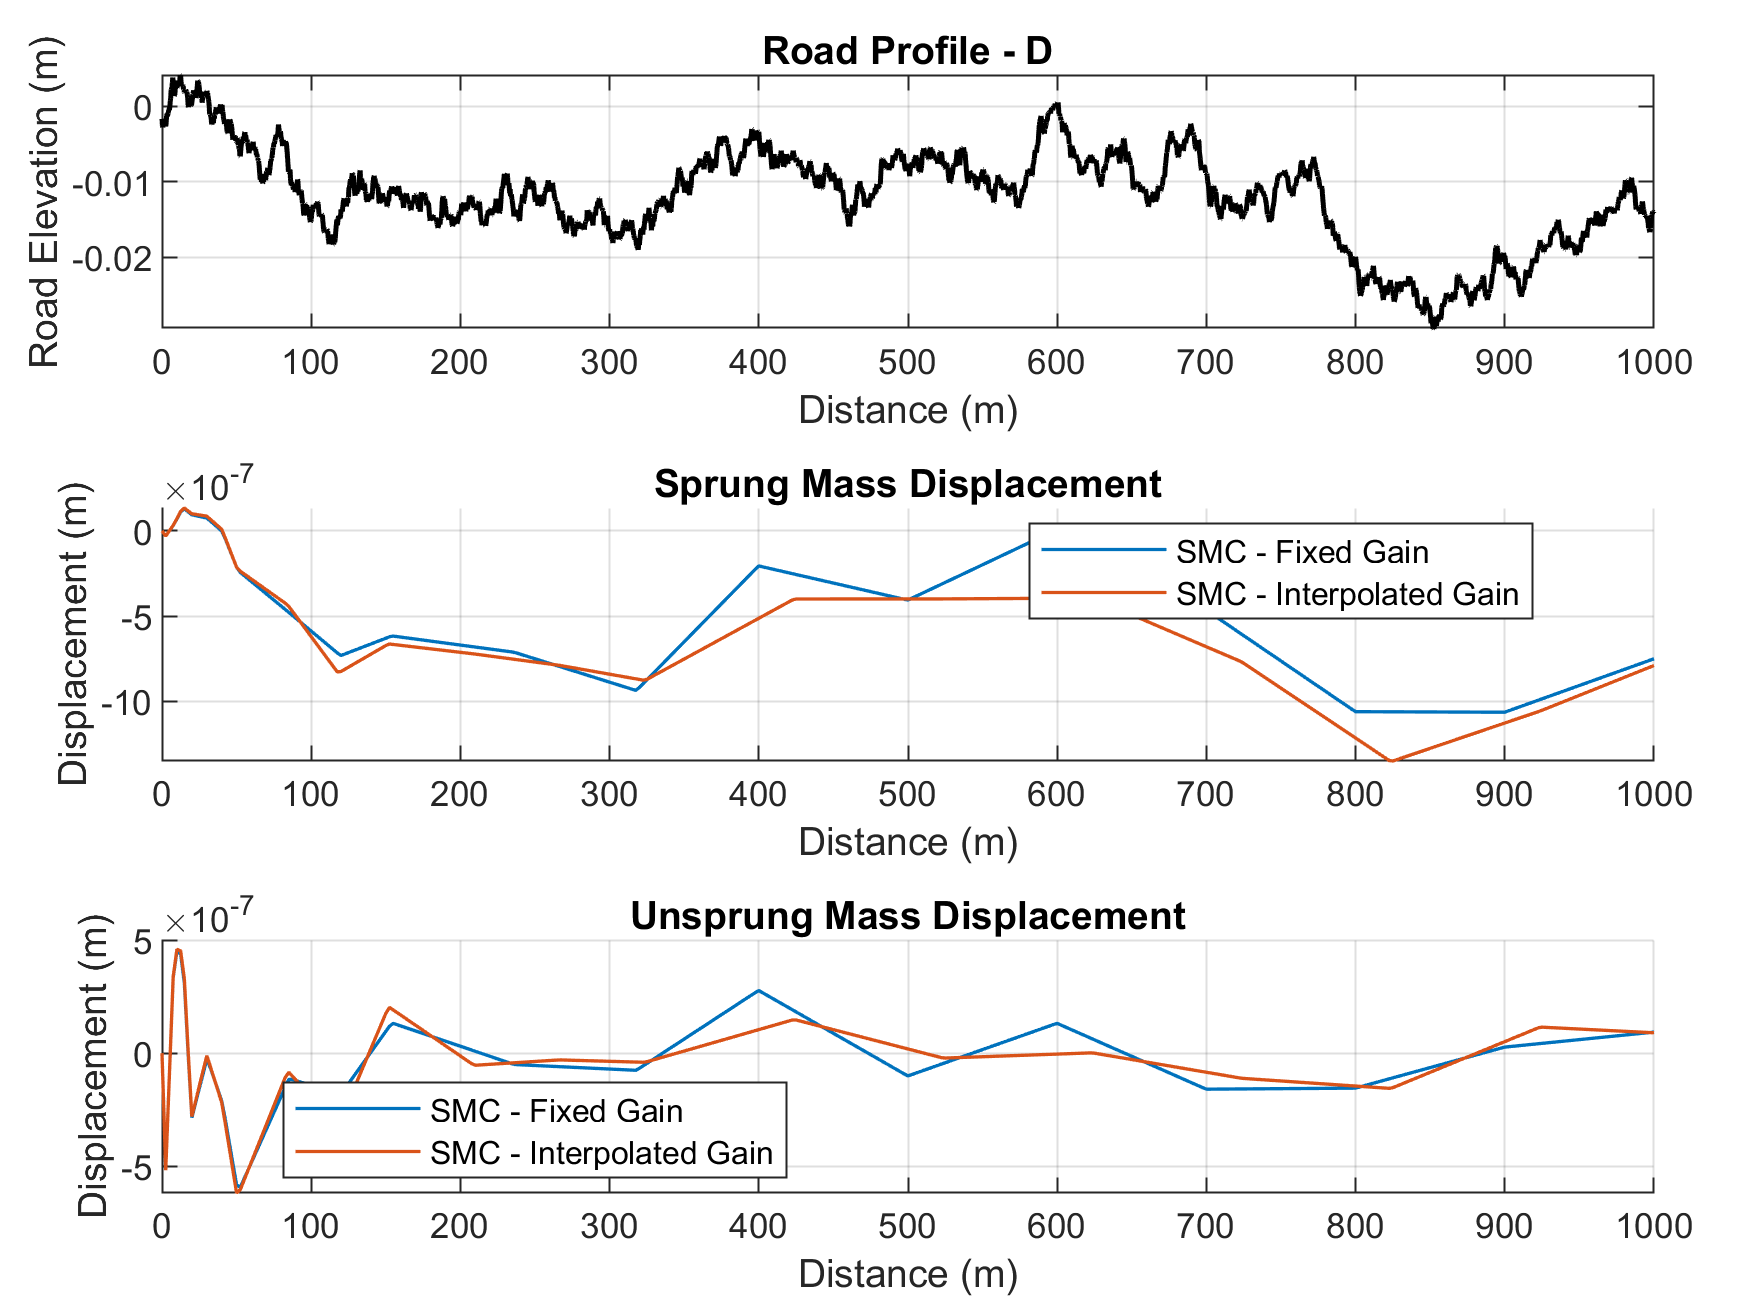 Road Profile - D
Road Elevation (m)
0
-0.01
-0.02
0 100 200 300 400 500 600 700 800 900 1000
Distance (m)
×10-7
Sprung Mass Displacement
Displacement (m)
0
-5
-10
SMC - Fixed Gain
SMC - Interpolated Gain
0 100 200 300 400 500 600 700 800 900 1000
Distance (m)
×10-7
Unsprung Mass Displacement
Displacement (m)
5
0
-5
SMC - Fixed Gain
SMC - Interpolated Gain
0 100 200 300 400 500 600 700 800 900 1000
Distance (m)